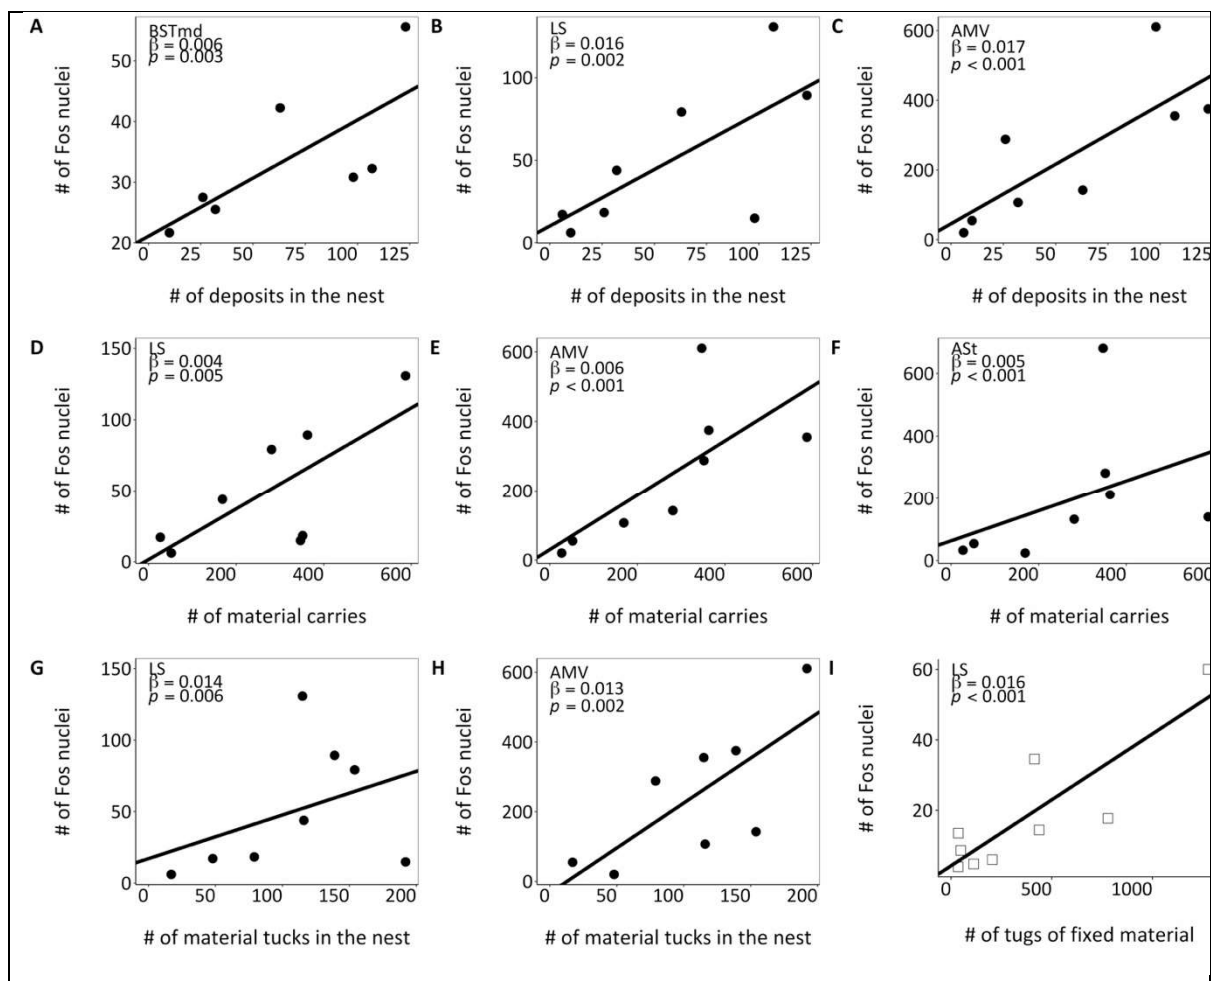 A
BSTmd
β = 0.006
p = 0.003
# of Fos nuclei
50
40
30
20
0 25 50 75 100 125
# of deposits in the nest
B
LS
β = 0.016
p = 0.002
# of Fos nuclei
100
50
0
0 25 50 75 100 125
# of deposits in the nest
C
AMV
β = 0.017
p < 0.001
# of Fos nuclei
600
400
200
0
0 25 50 75 100 125
# of deposits in the nest
D
LS
β = 0.004
p = 0.005
# of Fos nuclei
150
100
50
0
0 200 400 600
# of material carries
E
AMV
β = 0.006
p < 0.001
# of Fos nuclei
600
400
200
0
0 200 400 600
# of material carries
F
ASt
β = 0.005
p < 0.001
# of Fos nuclei
600
400
200
0
0 200 400 600
# of material carries
G
LS
β = 0.014
p = 0.006
# of Fos nuclei
150
100
50
0
0 50 100 150 200
# of material tucks in the nest
H
AMV
β = 0.013
p = 0.002
# of Fos nuclei
600
400
200
0
0 50 100 150 200
# of material tucks in the nest
I
LS
β = 0.016
p < 0.001
# of Fos nuclei
60
40
20
0 500 1000
# of tugs of fixed material